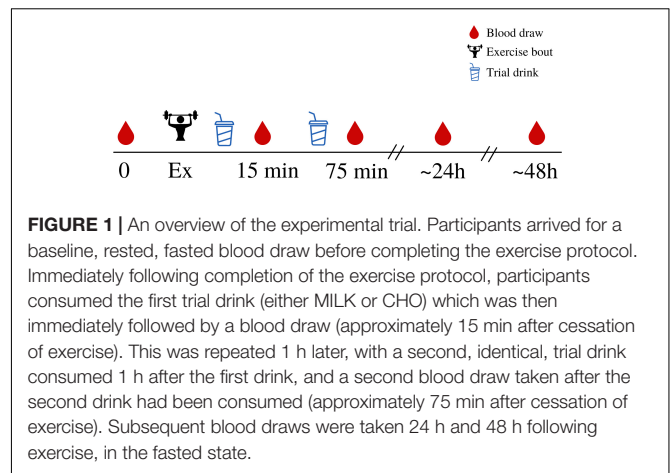 Blood draw
Exercise bout
Trial drink
0 Ex 15 min 75 min ~24h ~48h
FIGURE 1 | An overview of the experimental trial. Participants arrived for a
baseline, rested, fasted blood draw before completing the exercise protocol.
Immediately following completion of the exercise protocol, participants
consumed the first trial drink (either MILK or CHO) which was then
immediately followed by a blood draw (approximately 15 min after cessation
of exercise). This was repeated 1 h later, with a second, identical, trial drink
consumed 1 h after the first drink, and a second blood draw taken after the
second drink had been consumed (approximately 75 min after cessation of
exercise). Subsequent blood draws were taken 24 h and 48 h following
exercise, in the fasted state.